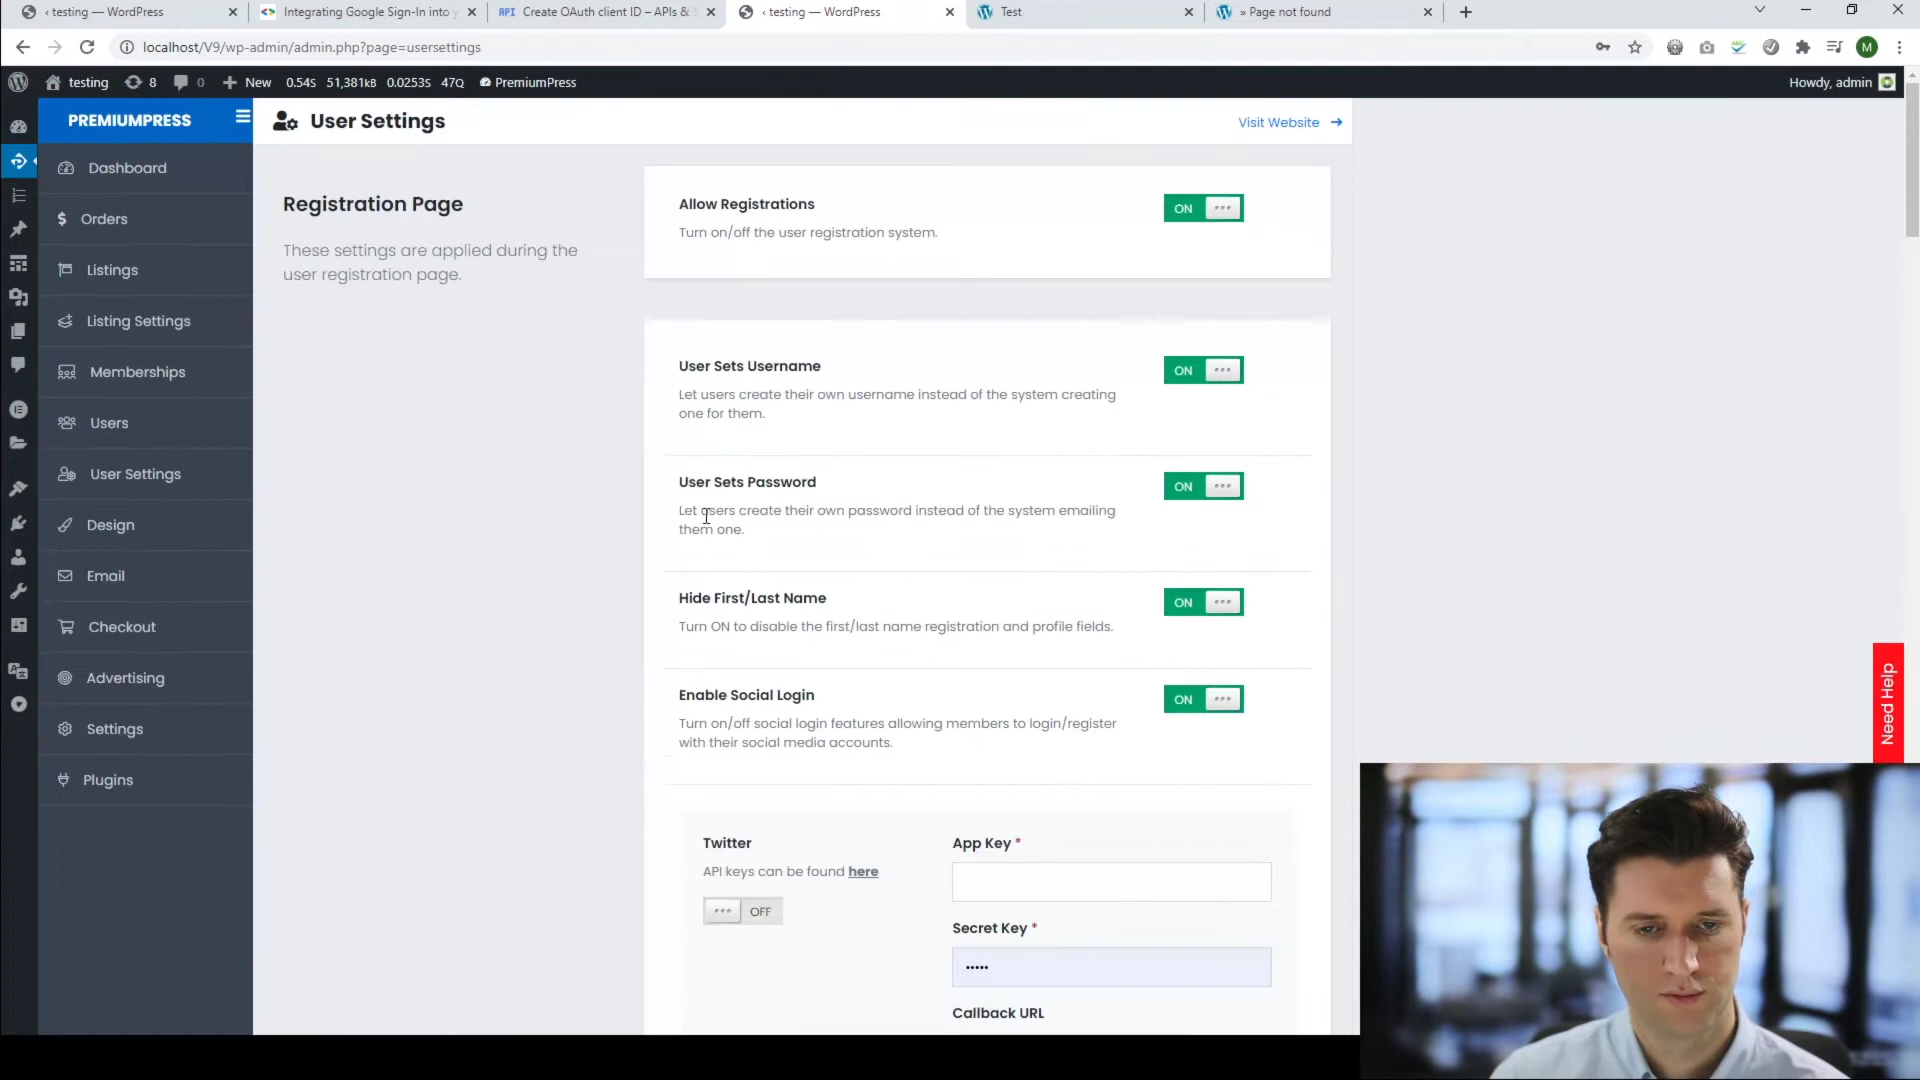 ‹ testing — WordPress
Integrating Google Sign-In into y
API Create OAuth client ID – APIs & S
‹ testing — WordPress
Test
» Page not found
localhost/V9/wp-admin/admin.php?page=usersettings
M
testing 8 0 New 0.54S 51,381kB 0.0253S 47Q PremiumPress
Howdy, admin
PREMIUMPRESS
Dashboard
Orders
Listings
Listing Settings
Memberships
Users
User Settings
Design
Email
Checkout
Advertising
Settings
Plugins
User Settings
Visit Website
Registration Page
These settings are applied during the
user registration page.
Allow Registrations
ON
Turn on/off the user registration system.
User Sets Username
ON
Let users create their own username instead of the system creating
one for them.
User Sets Password
ON
Let users create their own password instead of the system emailing
them one.
Hide First/Last Name
ON
Turn ON to disable the first/last name registration and profile fields.
Enable Social Login
ON
Turn on/off social login features allowing members to login/register
with their social media accounts.
Twitter
API keys can be found here
OFF
App Key *
Secret Key *
•••••
Callback URL
Need Help